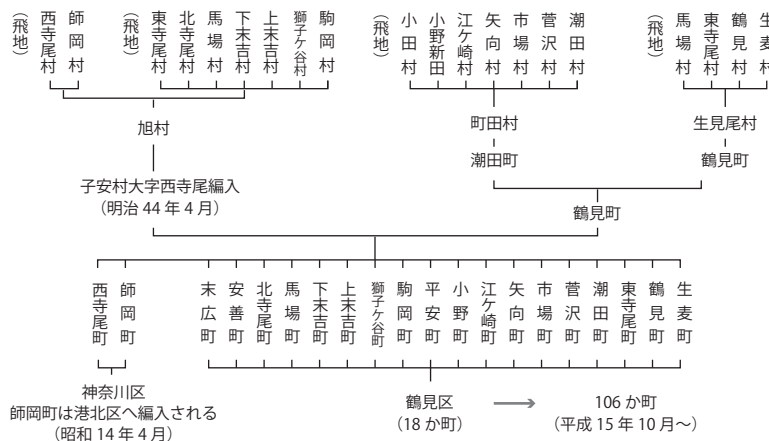 （飛地）
西寺尾村
師岡村
（飛地）
東寺尾村
北寺尾村
馬場村
下末吉村
上末吉村
獅子ケ谷村
駒岡村
（飛地）
小田村
小野新田
江ケ崎村
矢向村
市場村
菅沢村
潮田村
（飛地）
馬場村
東寺尾村
鶴見村
生麦村
旭村
町田村
生見尾村
潮田町
鶴見町
子安村大字西寺尾編入
（明治 44 年 4 月）
鶴見町
西寺尾町
師岡町
末広町
安善町
北寺尾町
馬場町
下末吉町
上末吉町
獅子ケ谷町
駒岡町
平安町
小野町
江ケ崎町
矢向町
市場町
菅沢町
潮田町
東寺尾町
鶴見町
生麦町
神奈川区
師岡町は港北区へ編入される
（昭和 14 年 4 月）
鶴見区
（18 か町）
106 か町
（平成 15 年 10 月～）